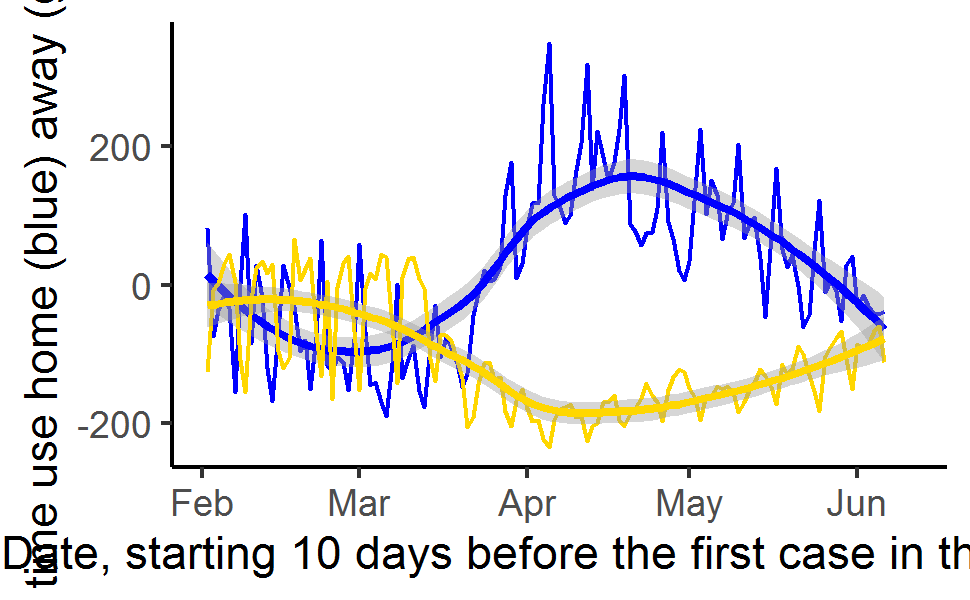 time use home (blue) away (
200
0
-200
Feb Mar Apr May Jun
Date, starting 10 days before the first case in th